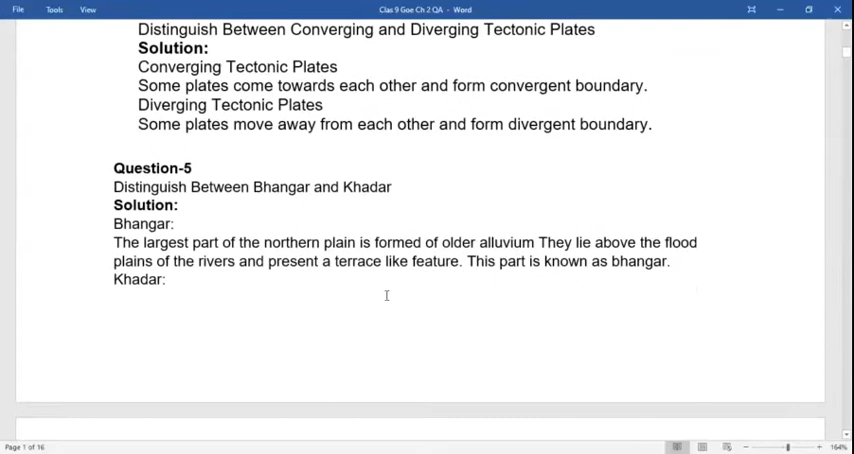 File Tools View Clas 9 Goe Ch 2 QA - Word
Distinguish Between Converging and Diverging Tectonic Plates
Solution:
Converging Tectonic Plates
Some plates come towards each other and form convergent boundary.
Diverging Tectonic Plates
Some plates move away from each other and form divergent boundary.
Question-5
Distinguish Between Bhangar and Khadar
Solution:
Bhangar:
The largest part of the northern plain is formed of older alluvium They lie above the flood
plains of the rivers and present a terrace like feature. This part is known as bhangar.
Khadar:
Page 1 of 16 164%